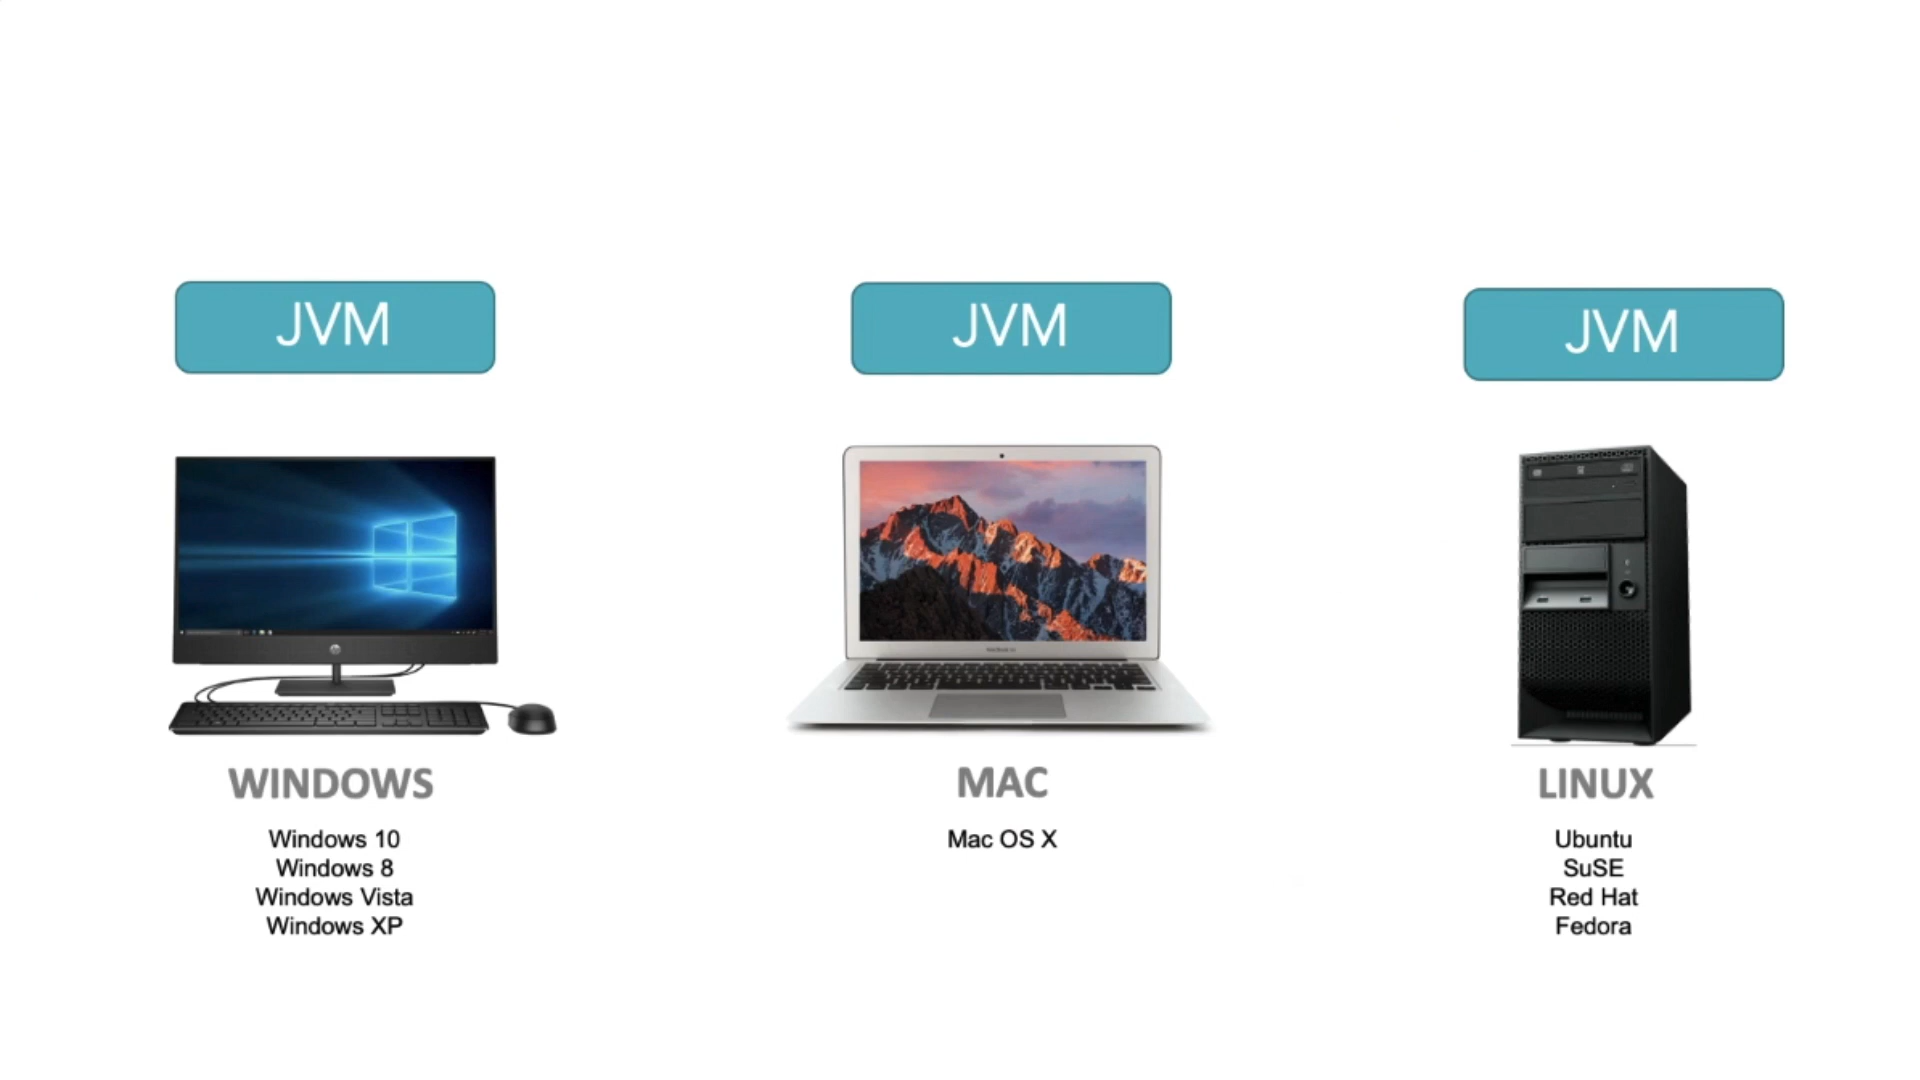 JVM
JVM
JVM
WINDOWS
MAC
LINUX
Windows 10
Windows 8
Windows Vista
Windows XP
Mac OS X
Ubuntu
SuSE
Red Hat
Fedora